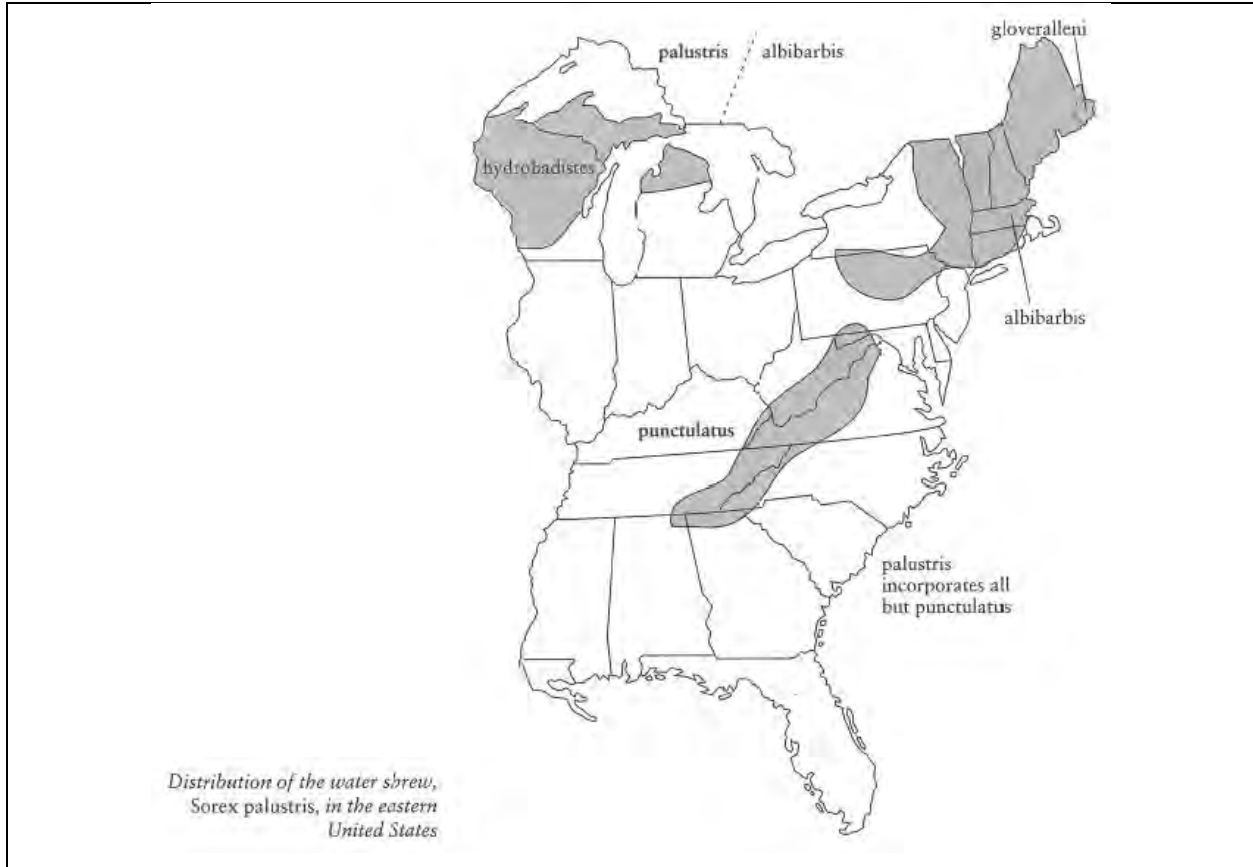 gloveralleni
palustris albibarbis
hydrobadistes
albibarbis
punctulatus
palustris
incorporates all
but punctulatus
Distribution of the water shrew,
Sorex palustris, in the eastern
United States